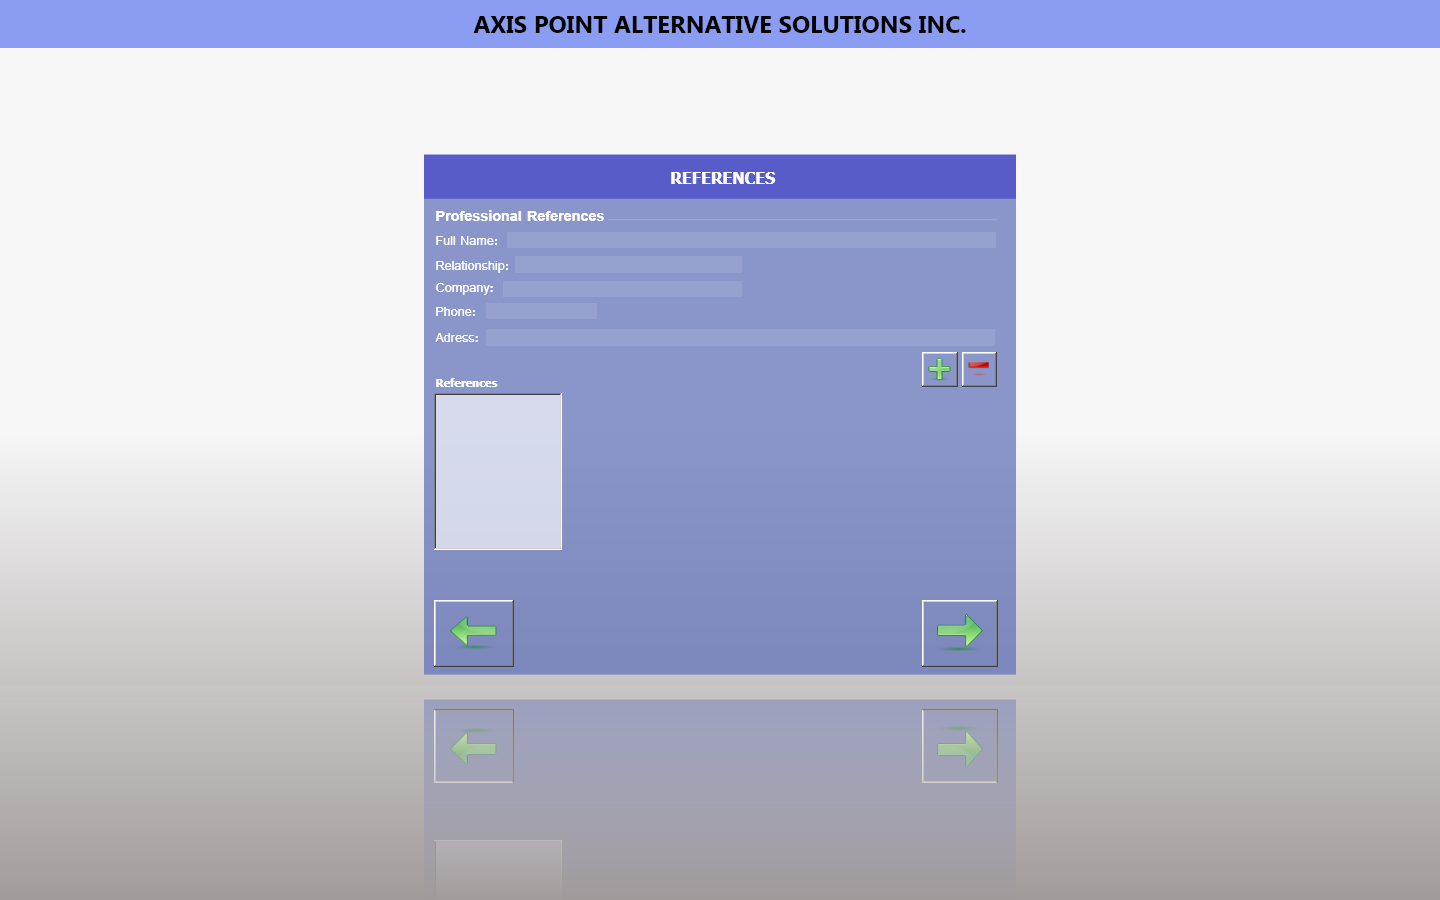 AXIS POINT ALTERNATIVE SOLUTIONS INC.
REFERENCES
Professional References
Full Name:
Relationship:
Company:
Phone:
Adress:
References